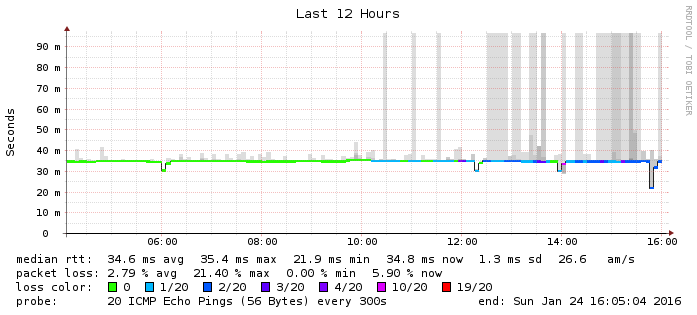 Last 12 Hours
RRDTOOL / TOBI OETIKER
Seconds
90 m
80 m
70 m
60 m
50 m
40 m
30 m
20 m
10 m
0
06:00 08:00 10:00 12:00 14:00 16:00
median rtt: 34.6 ms avg 35.4 ms max 21.9 ms min 34.8 ms now 1.3 ms sd 26.6 am/s
packet loss: 2.79 % avg 21.40 % max 0.00 % min 5.90 % now
loss color: 0 1/20 2/20 3/20 4/20 10/20 19/20
probe: 20 ICMP Echo Pings (56 Bytes) every 300s end: Sun Jan 24 16:05:04 2016